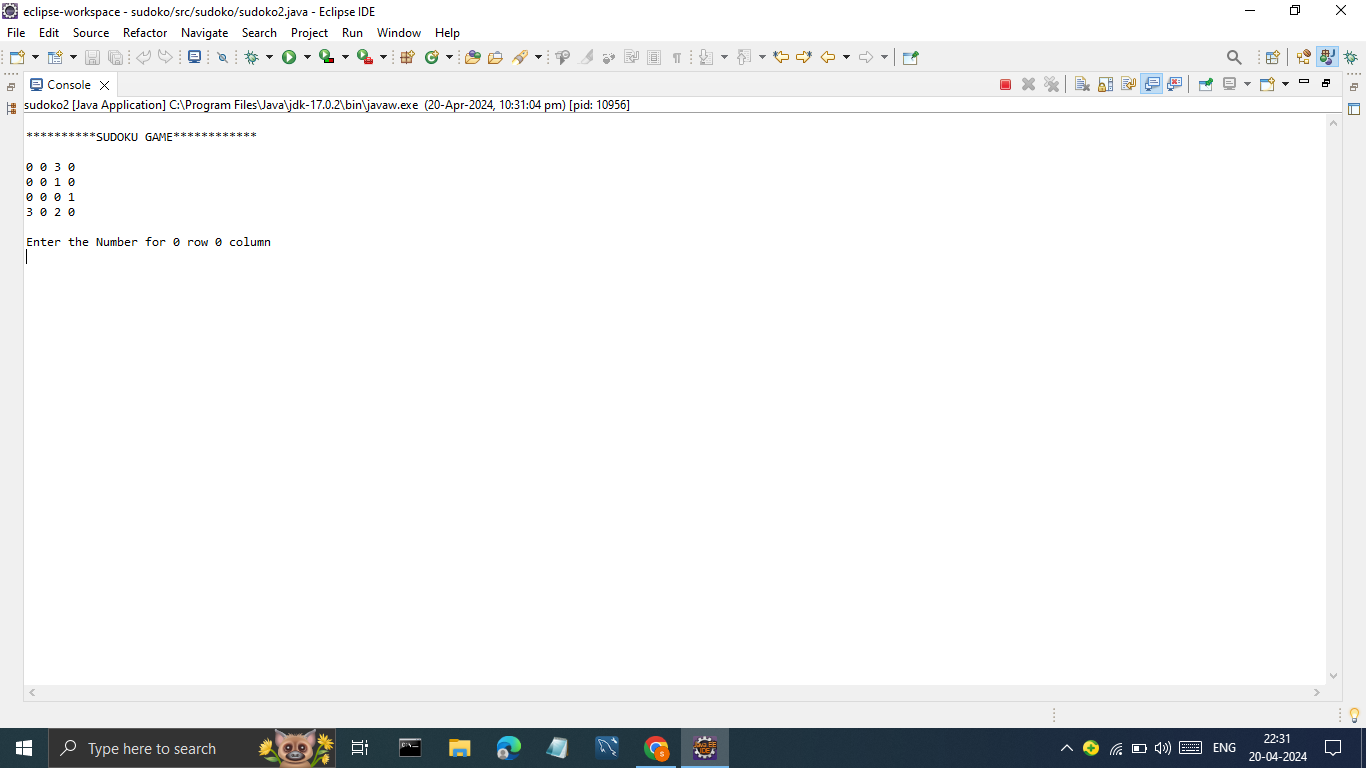 eclipse-workspace - sudoko/src/sudoko/sudoko2.java - Eclipse IDE
File Edit Source Refactor Navigate Search Project Run Window Help
Console
sudoko2 [Java Application] C:\Program Files\Java\jdk-17.0.2\bin\javaw.exe (20-Apr-2024, 10:31:04 pm) [pid: 10956]
**********SUDOKU GAME************
0 0 3 0
0 0 1 0
0 0 0 1
3 0 2 0
Enter the Number for 0 row 0 column
Type here to search
ENG
22:31
20-04-2024